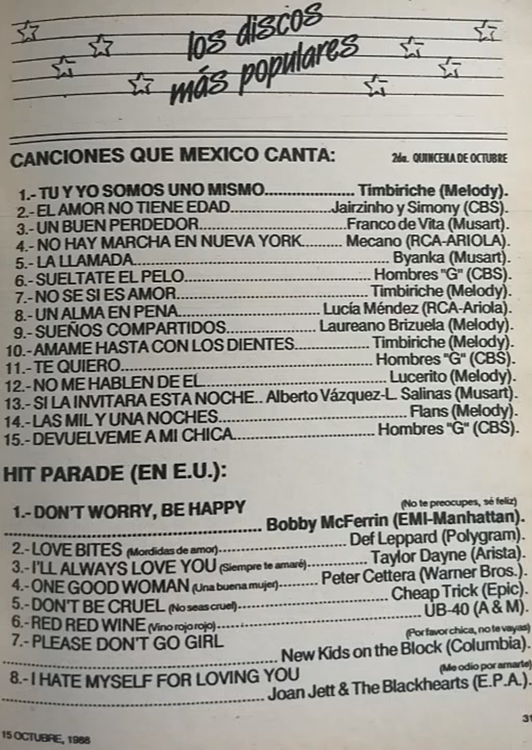 los discos
más populares
CANCIONES QUE MEXICO CANTA: 2da. QUINCENA DE OCTUBRE
1.- TU Y YO SOMOS UNO MISMO.................... Timbiriche (Melody).
2.- EL AMOR NO TIENE EDAD......................Jairzinho y Simony (CBS).
3.- UN BUEN PERDEDOR..........................Franco de Vita (Musart).
4.- NO HAY MARCHA EN NUEVA YORK......... Mecano (RCA-ARIOLA).
5.- LA LLAMADA.................................................... Byanka (Musart).
6.- SUELTATE EL PELO....................................... Hombres "G" (CBS).
7.- NO SE SI ES AMOR........................................ Timbiriche (Melody).
8.- UN ALMA EN PENA............................. Lucía Méndez (RCA-Ariola).
9.- SUEÑOS COMPARTIDOS................... Laureano Brizuela (Melody).
10.- AMAME HASTA CON LOS DIENTES................ Timbiriche (Melody).
11.- TE QUIERO.................................................... Hombres "G" (CBS).
12.- NO ME HABLEN DE EL....................................... Lucerito (Melody).
13.- SI LA INVITARA ESTA NOCHE.. Alberto Vázquez-L. Salinas (Musart).
14.- LAS MIL Y UNA NOCHES....................................... Flans (Melody).
15.- DEVUELVEME A MI CHICA............................. Hombres "G" (CBS).
HIT PARADE (EN E.U.):
1.- DON'T WORRY, BE HAPPY (No te preocupes, sé feliz)
.................................................. Bobby McFerrin (EMI-Manhattan).
2.- LOVE BITES (Mordidas de amor)........................... Def Leppard (Polygram).
3.- I'LL ALWAYS LOVE YOU (Siempre te amaré)............. Taylor Dayne (Arista).
4.- ONE GOOD WOMAN (Una buena mujer)........ Peter Cettera (Warner Bros.).
5.- DON'T BE CRUEL (No seas cruel)............................... Cheap Trick (Epic).
6.- RED RED WINE (Vino rojo rojo)........................................ UB-40 (A & M).
7.- PLEASE DON'T GO GIRL (Por favor chica, no te vayas)
.................................................. New Kids on the Block (Columbia).
8.- I HATE MYSELF FOR LOVING YOU (Me odio por amarte)
.................................................. Joan Jett & The Blackhearts (E.P.A.).
31
15 OCTUBRE, 1988